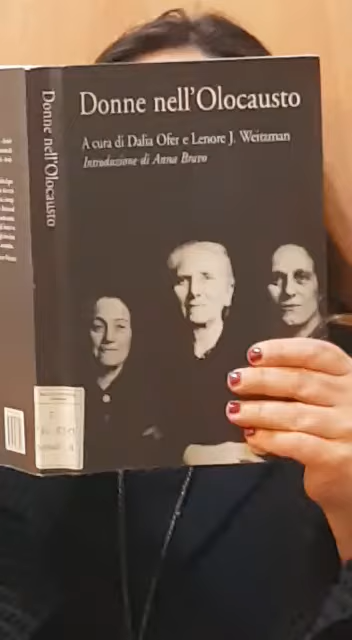 Donne nell'Olocausto
A cura di Dalia Ofer e Lenore J. Weitzman
Introduzione di Anna Bravo
Donne nell'Olocausto